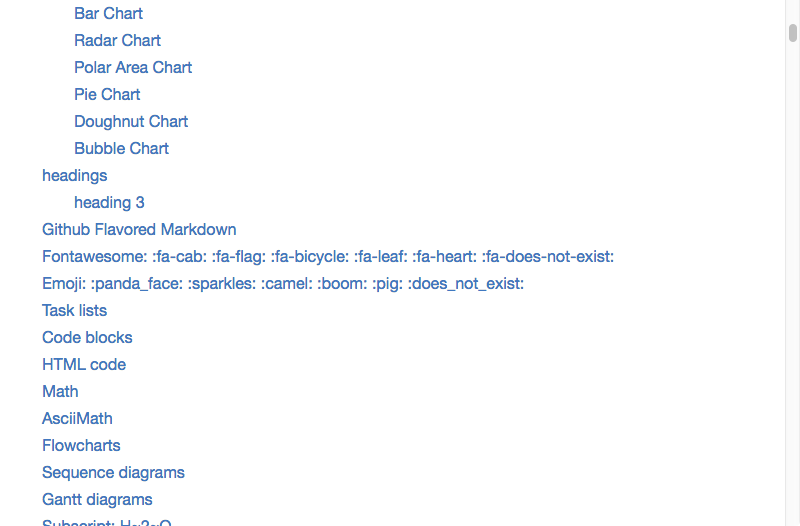 Bar Chart
Radar Chart
Polar Area Chart
Pie Chart
Doughnut Chart
Bubble Chart
headings
heading 3
Github Flavored Markdown
Fontawesome: :fa-cab: :fa-flag: :fa-bicycle: :fa-leaf: :fa-heart: :fa-does-not-exist:
Emoji: :panda_face: :sparkles: :camel: :boom: :pig: :does_not_exist:
Task lists
Code blocks
HTML code
Math
AsciiMath
Flowcharts
Sequence diagrams
Gantt diagrams
Subscript: H~2~O